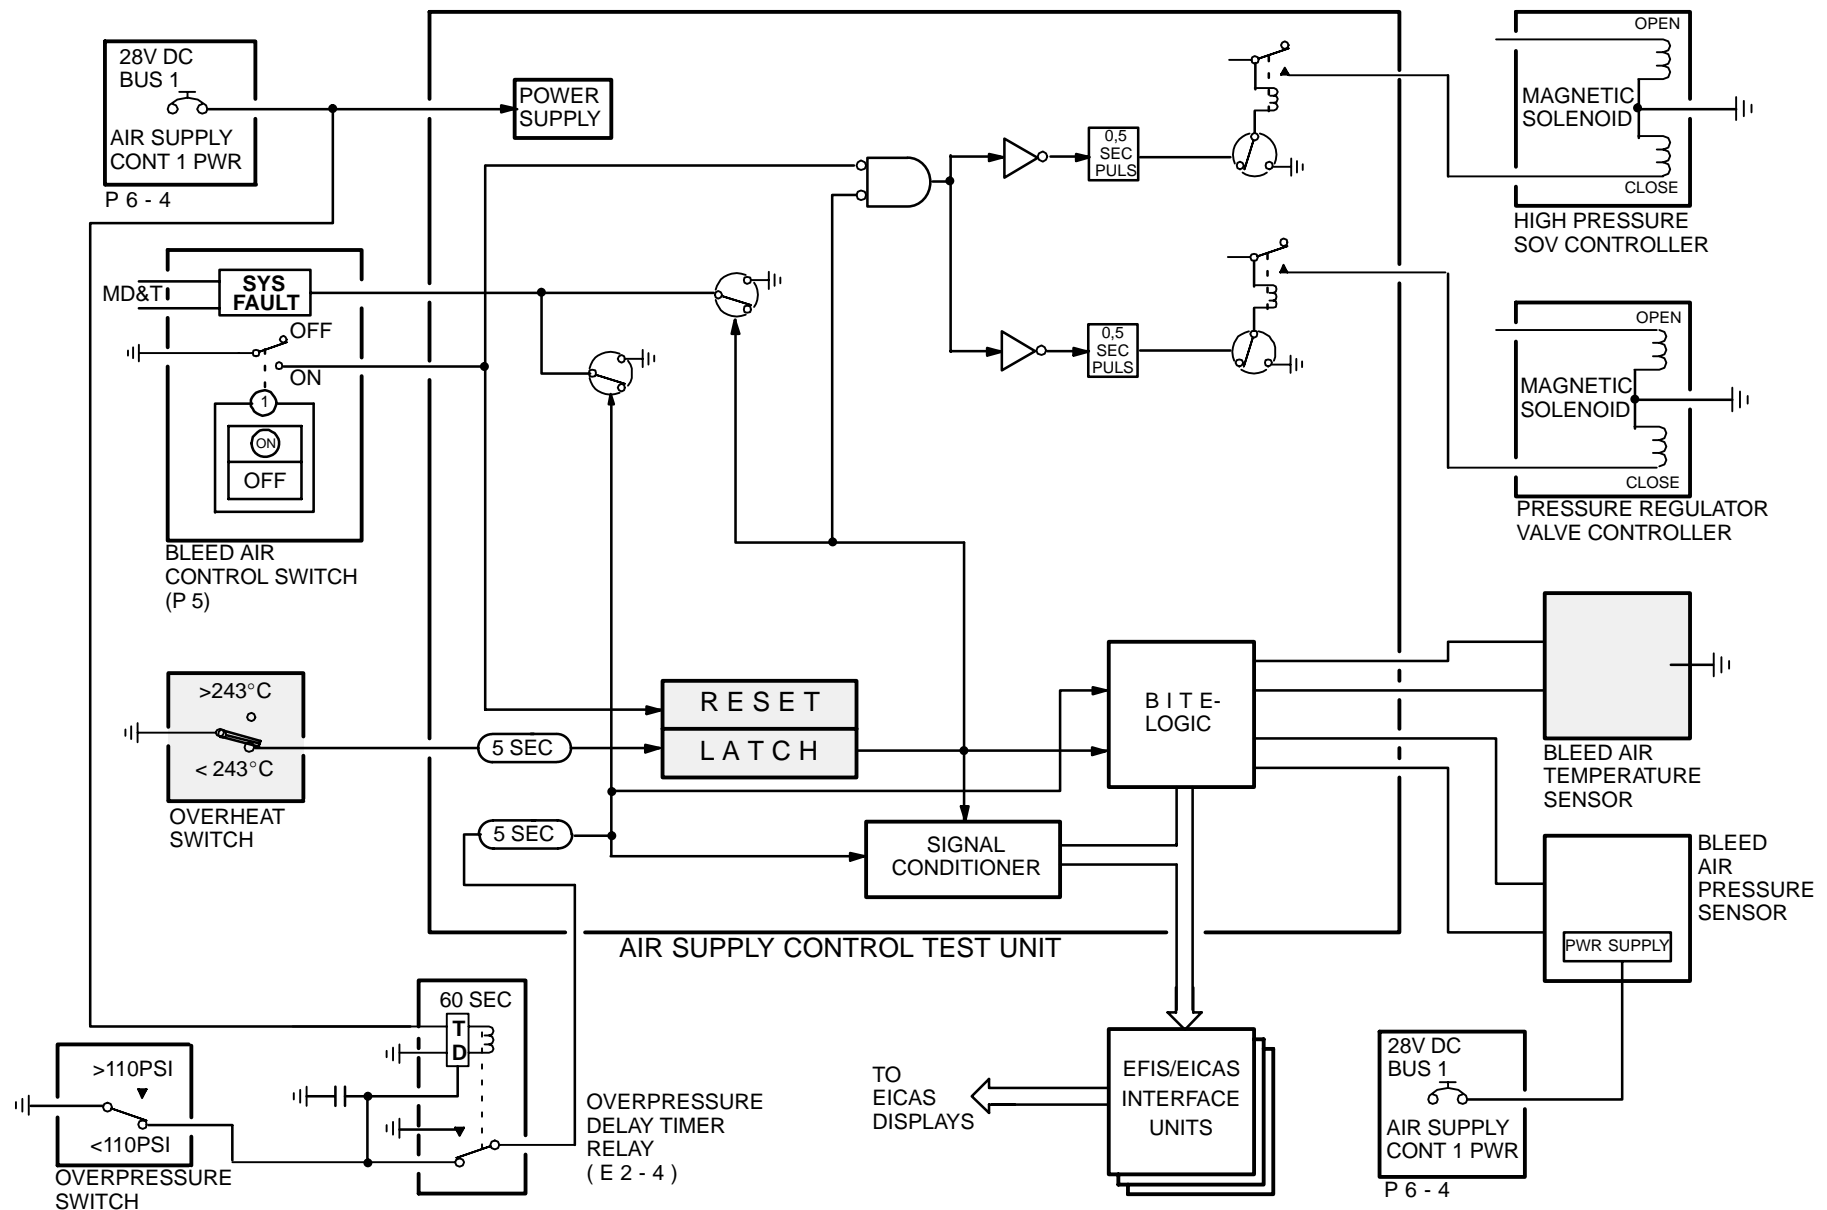 28V DC
BUS 1
AIR SUPPLY
CONT 1 PWR
P 6 - 4
POWER
SUPPLY
0,5
SEC
PULS
OPEN
MAGNETIC
SOLENOID
CLOSE
HIGH PRESSURE
SOV CONTROLLER
MD&T
SYS
FAULT
OFF
ON
1
ON
OFF
BLEED AIR
CONTROL SWITCH
(P 5)
0,5
SEC
PULS
OPEN
MAGNETIC
SOLENOID
CLOSE
PRESSURE REGULATOR
VALVE CONTROLLER
>243°C
< 243°C
OVERHEAT
SWITCH
5 SEC
RESET
LATCH
BITE-
LOGIC
BLEED AIR
TEMPERATURE
SENSOR
5 SEC
SIGNAL
CONDITIONER
BLEED
AIR
PRESSURE
SENSOR
PWR SUPPLY
AIR SUPPLY CONTROL TEST UNIT
60 SEC
T
D
>110PSI
<110PSI
OVERPRESSURE
SWITCH
OVERPRESSURE
DELAY TIMER
RELAY
( E 2 - 4 )
TO
EICAS
DISPLAYS
EFIS/EICAS
INTERFACE
UNITS
28V DC
BUS 1
AIR SUPPLY
CONT 1 PWR
P 6 - 4